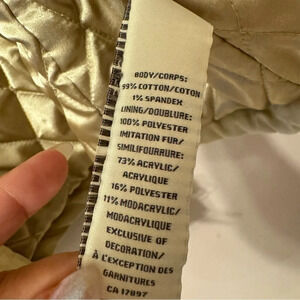 BODY/CORPS:
99% COTTON/COTON
1% SPANDEX
LINING/DOUBLURE:
100% POLYESTER
IMITATION FUR/
SIMILIFOURRURE:
73% ACRYLIC/
ACRYLIQUE
16% POLYESTER
11% MODACRYLIC/
MODACRYLIQUE
EXCLUSIVE OF
DECORATION/
À L'EXCEPTION DES
GARNITURES
CA 17897